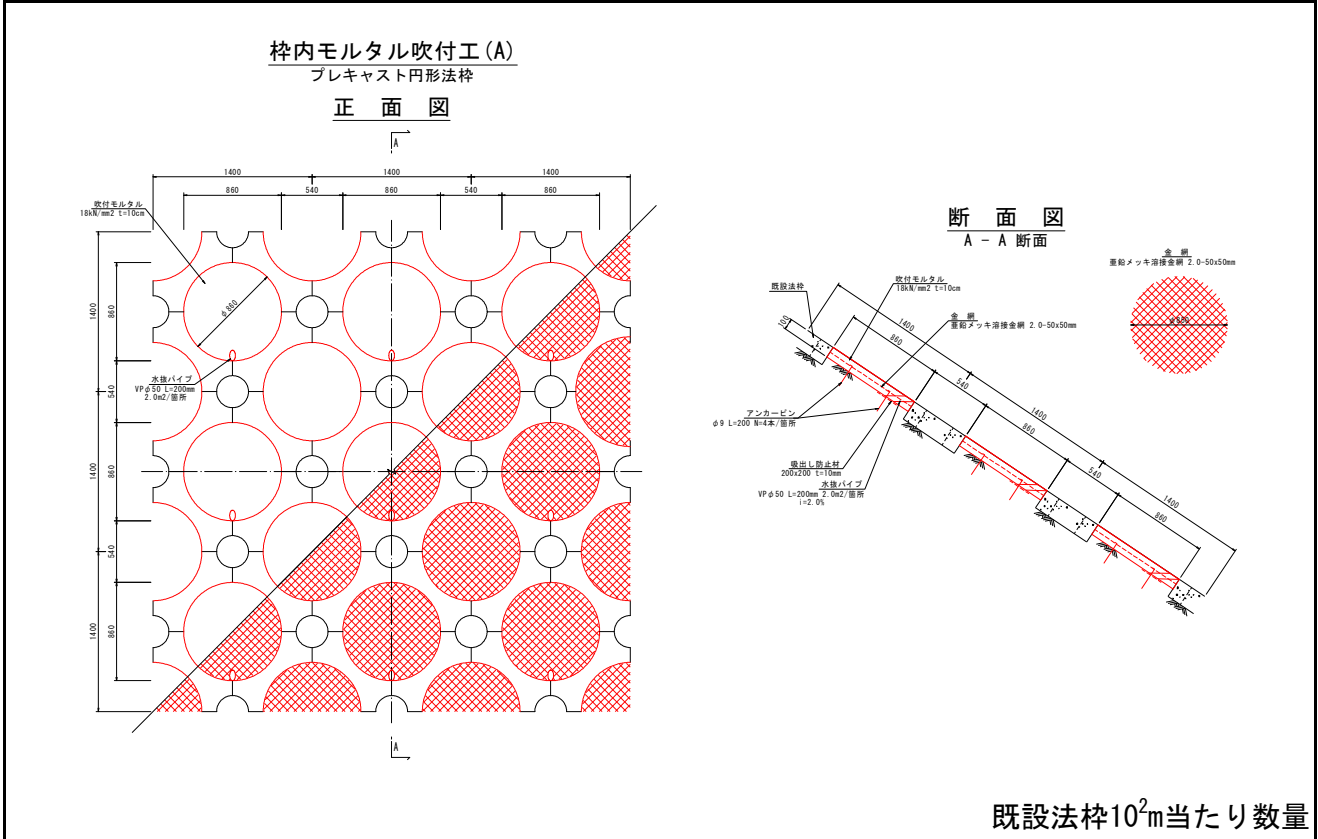 枠内モルタル吹付工(A)
プレキャスト円形法枠
正 面 図
A
1400
1400
1400
860
540
860
540
860
吹付モルタル
18kN/mm2 t=10cm
φ860
水抜パイプ
VPφ50 L=200mm
2.0m2/箇所
1400
860
540
1400
860
540
1400
860
A
断 面 図
A - A 断面
金 網
亜鉛メッキ溶接金網 2.0-50x50mm
φ860
既設法枠
吹付モルタル
18kN/mm2 t=10cm
金 網
亜鉛メッキ溶接金網 2.0-50x50mm
100
1400
860
540
1400
860
540
1400
860
アンカーピン
φ9 L=200 N=4本/箇所
吸出し防止材
200x200 t=10mm
水抜パイプ
VPφ50 L=200mm 2.0m2/箇所
i=2.0%
既設法枠10²m当たり数量